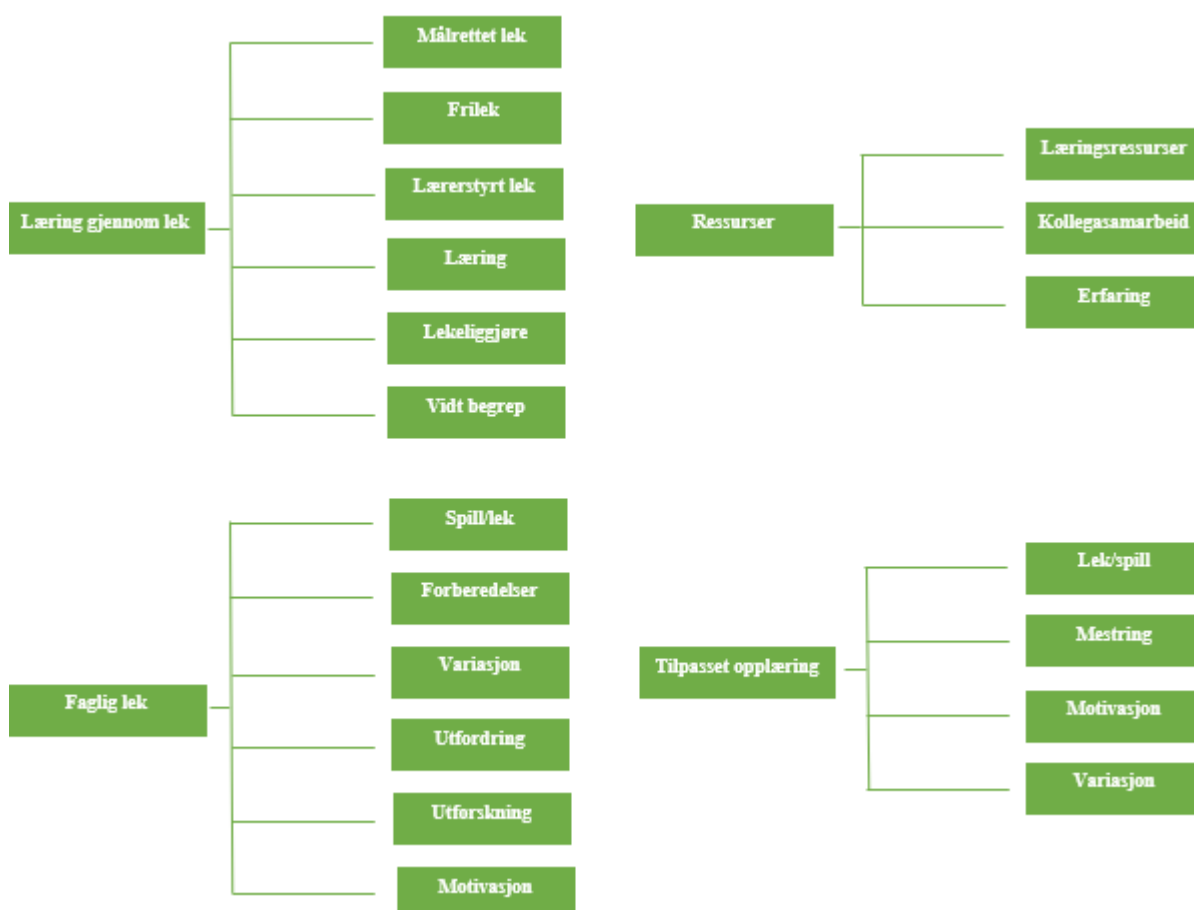 Læring gjennom lek
Målrettet lek
Frilek
Lærerstyrt lek
Læring
Lekeliggjøre
Vidt begrep
Ressurser
Læringsressurser
Kollegasamarbeid
Erfaring
Faglig lek
Spill/lek
Forberedelser
Variasjon
Utfordring
Utforskning
Motivasjon
Tilpasset opplæring
Lek/spill
Mestring
Motivasjon
Variasjon